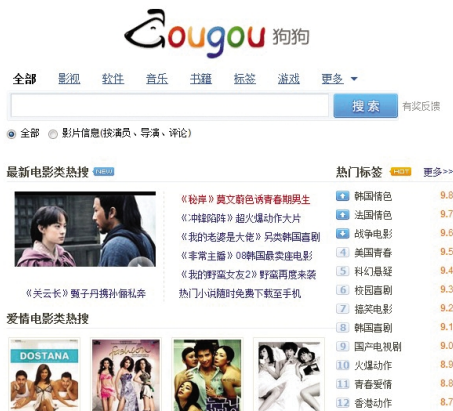 Gougou 狗狗
全部 影视 软件 音乐 书籍 标签 游戏 更多
搜索 有奖反馈
全部 影片信息(按演员、导演、评论)
最新电影类热搜 NEW
《秘岸》莫文蔚色诱青春期男生
《冲锋陷阵》超火爆动作大片
《我的老婆是大佬》另类韩国喜剧
《非常主播》08韩国最卖座电影
《我的野蛮女友2》野蛮再度来袭
《关云长》甄子丹携孙俪私奔
热门小说随时免费下载至手机
爱情电影类热搜
DOSTANA
fashion
热门标签 HOT 更多>>
韩国情色 9.8
法国情色 9.7
战争电影 9.6
4 美国青春 9.5
5 科幻悬疑 9.4
6 校园喜剧 9.3
7 搞笑电影 9.2
8 韩国喜剧 9.1
9 国产电视剧 9.0
10 火爆动作 8.9
11 青春爱情 8.8
12 香港动作 8.7